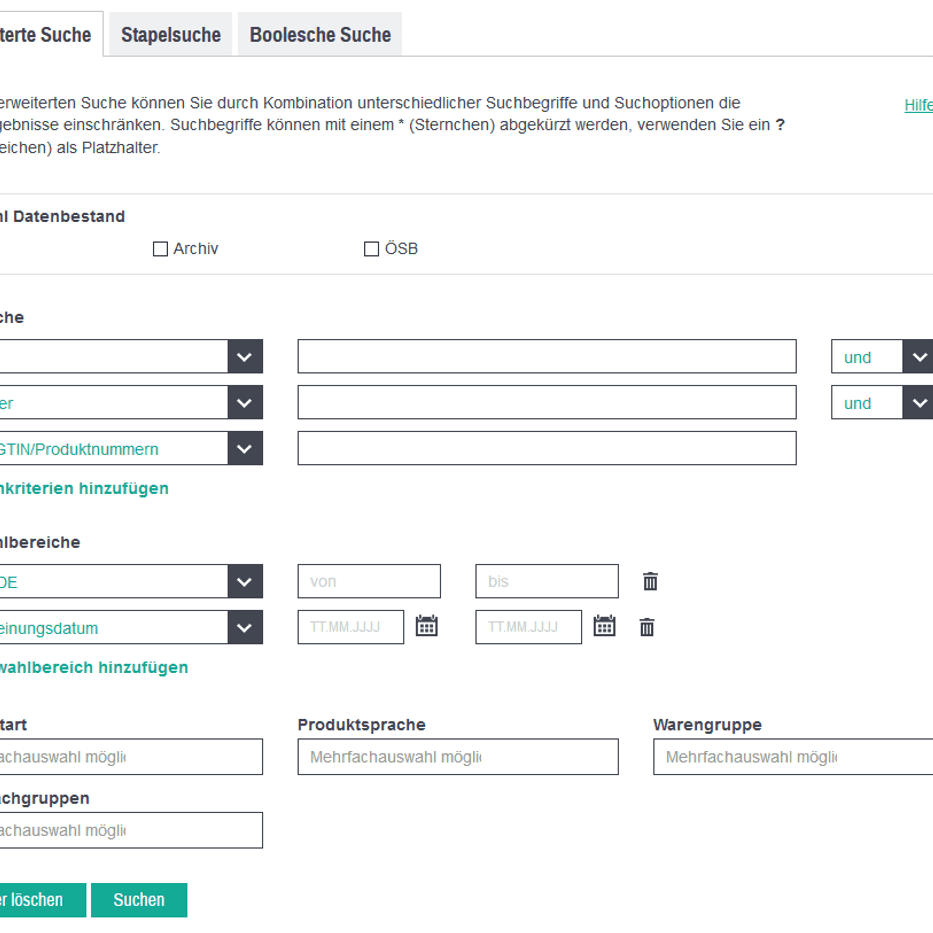 terte Suche Stapelsuche Boolesche Suche
erweiterten Suche können Sie durch Kombination unterschiedlicher Suchbegriffe und Suchoptionen die
Hilfe
gebnisse einschränken. Suchbegriffe können mit einem * (Sternchen) abgekürzt werden, verwenden Sie ein ?
eichen) als Platzhalter.
hl Datenbestand
Archiv ÖSB
che
und
er und
GTIN/Produktnummern
nkriterien hinzufügen
hlbereiche
DE von bis
einungsdatum TT.MM.JJJJ TT.MM.JJJJ
wahlbereich hinzufügen
tart Produktsprache Warengruppe
achauswahl mögli Mehrfachauswahl mögli Mehrfachauswahl mögli
achgruppen
achauswahl mögli
er löschen Suchen